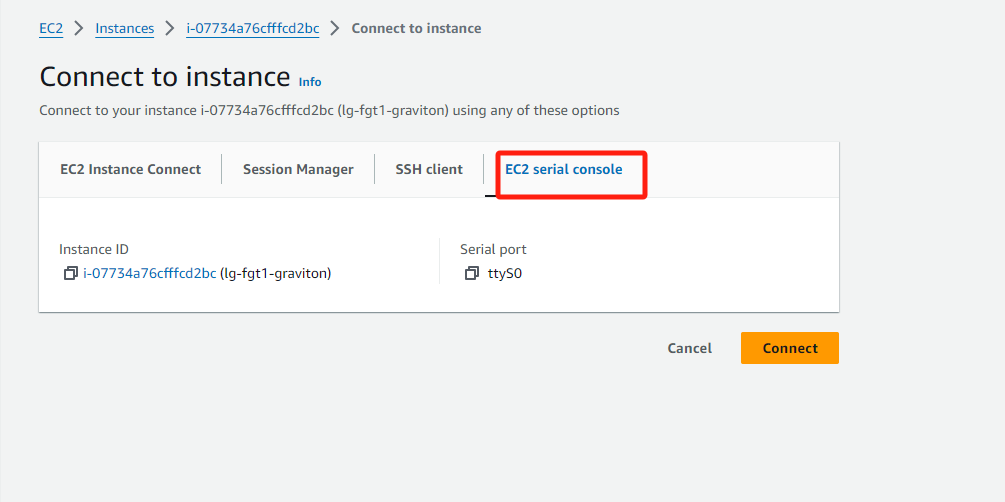 EC2 > Instances > i-07734a76cfffcd2bc > Connect to instance
Connect to instance Info
Connect to your instance i-07734a76cfffcd2bc (lg-fgt1-graviton) using any of these options
EC2 Instance Connect Session Manager SSH client EC2 serial console
Instance ID Serial port
i-07734a76cfffcd2bc (lg-fgt1-graviton) ttyS0
Cancel Connect